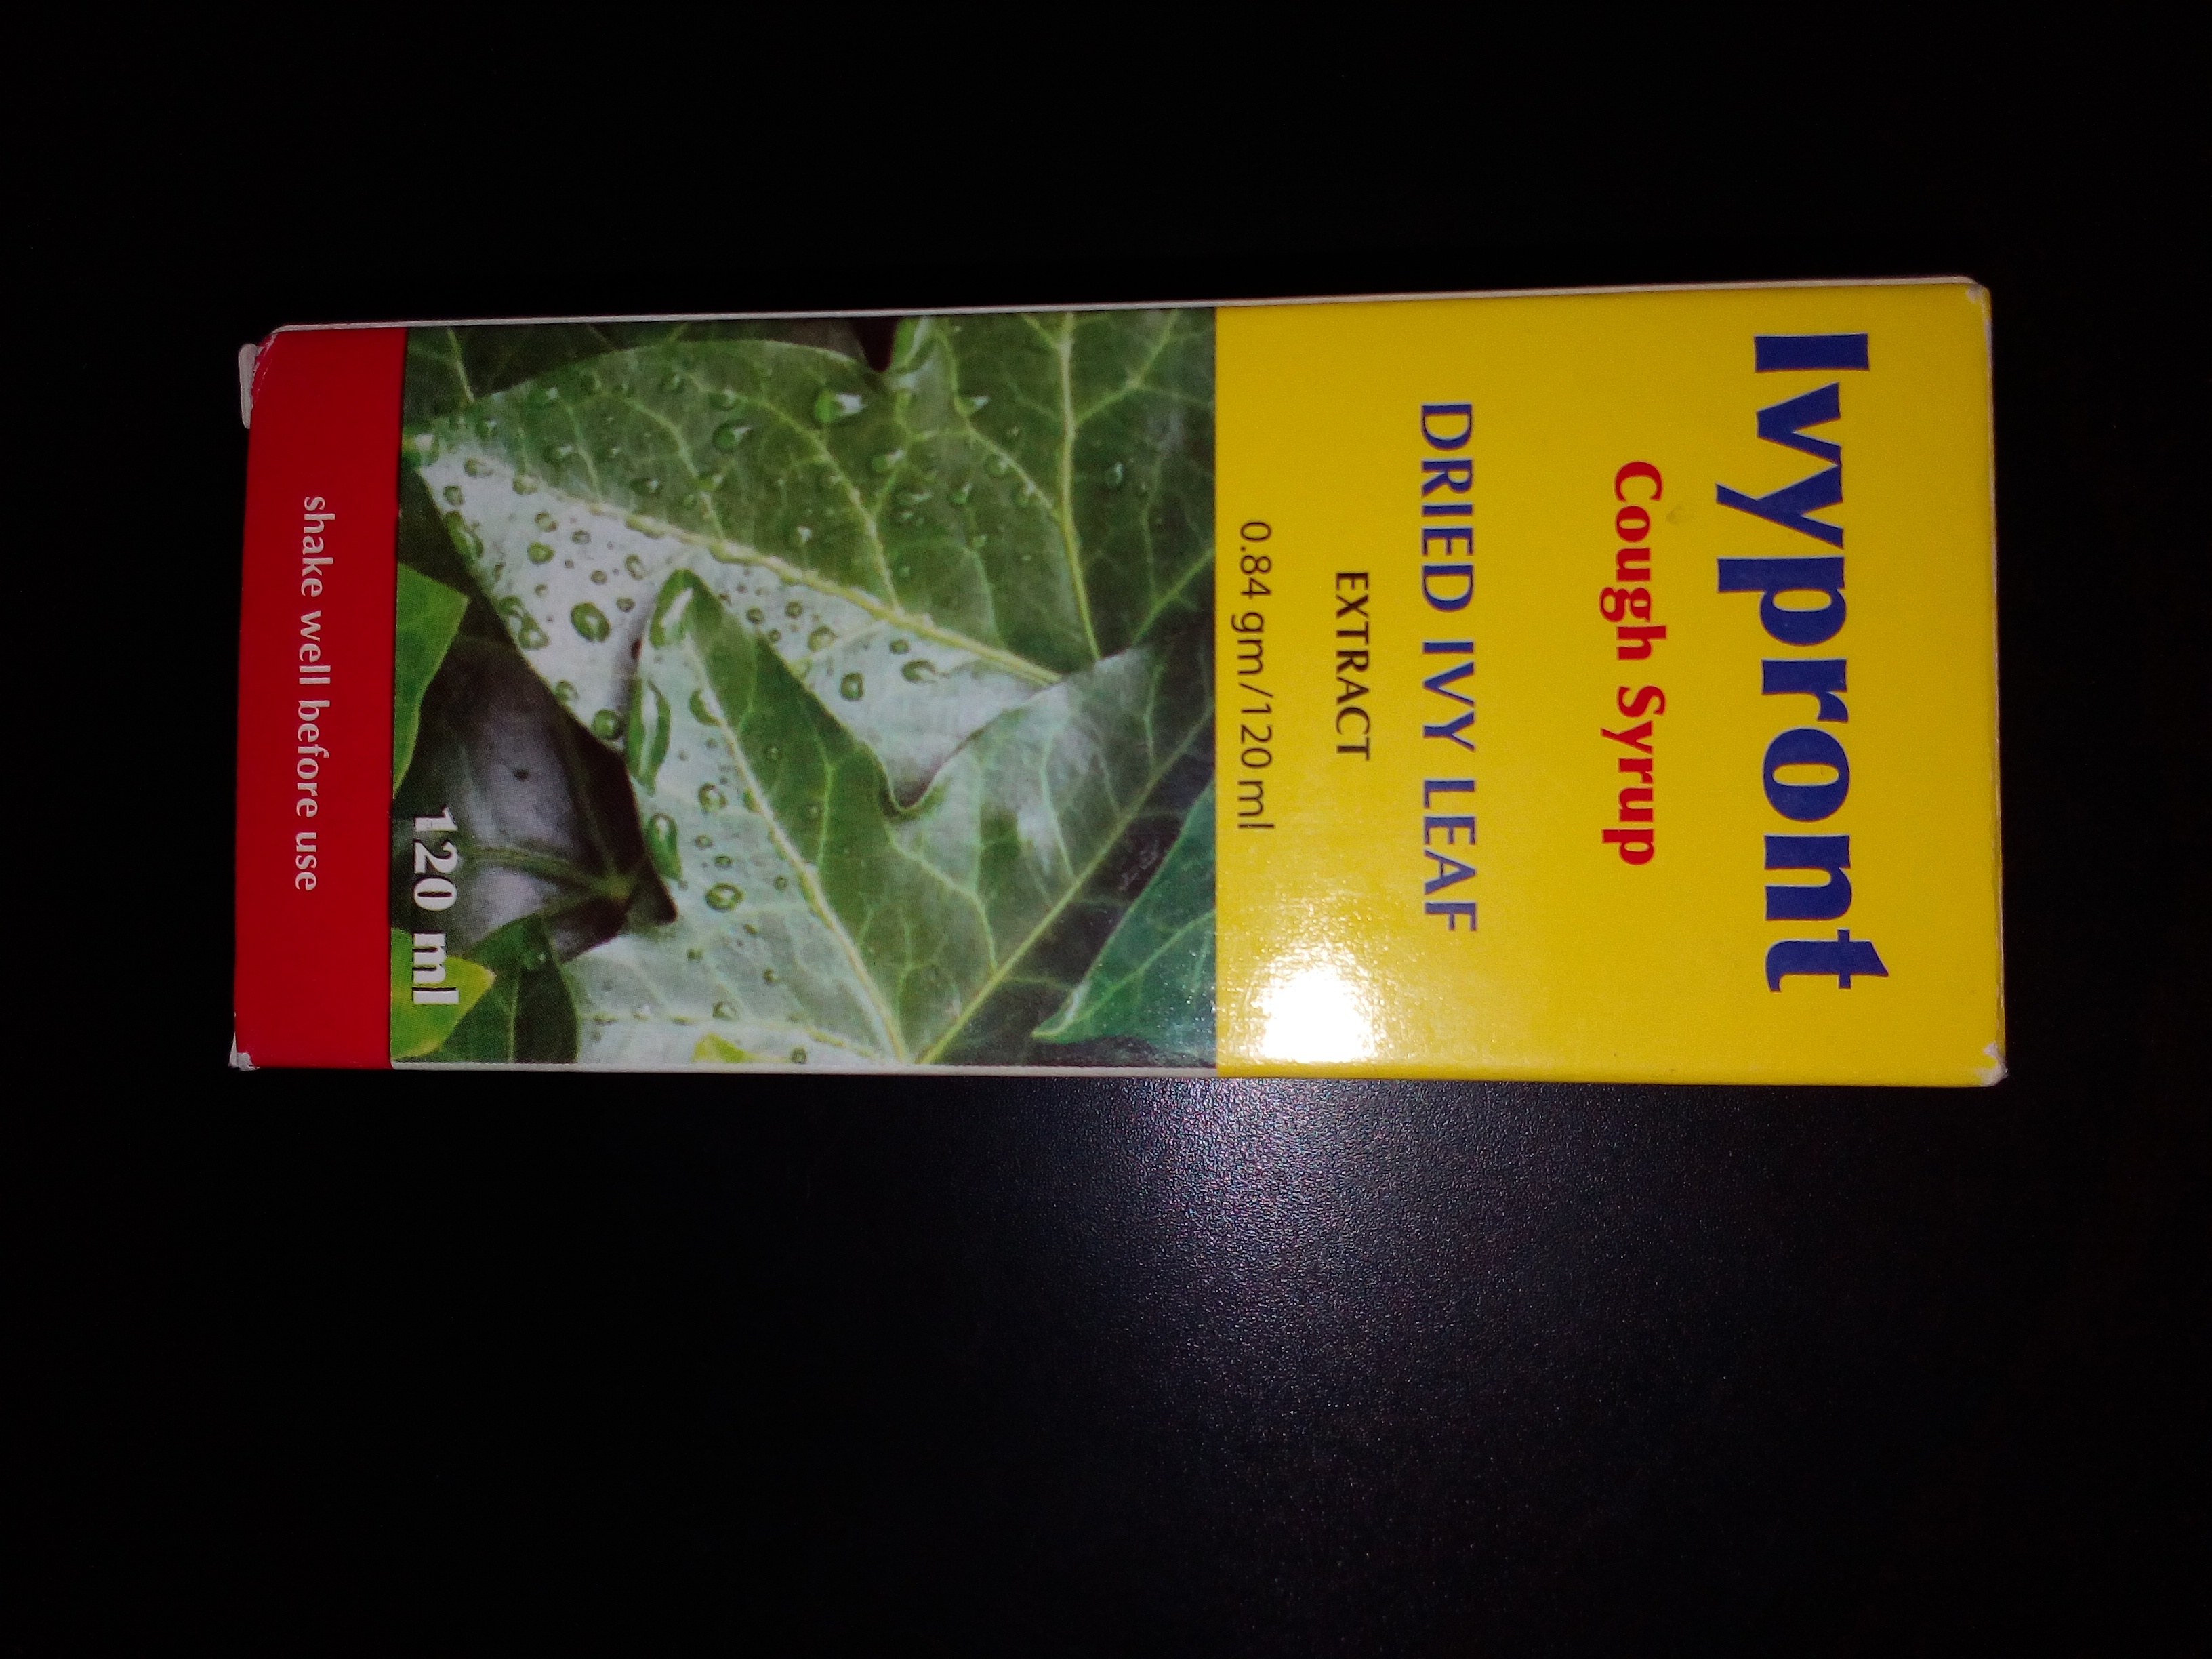 Ivypront
Cough Syrup
DRIED IVY LEAF
EXTRACT
0.84 gm/120 ml
120 ml
shake well before use